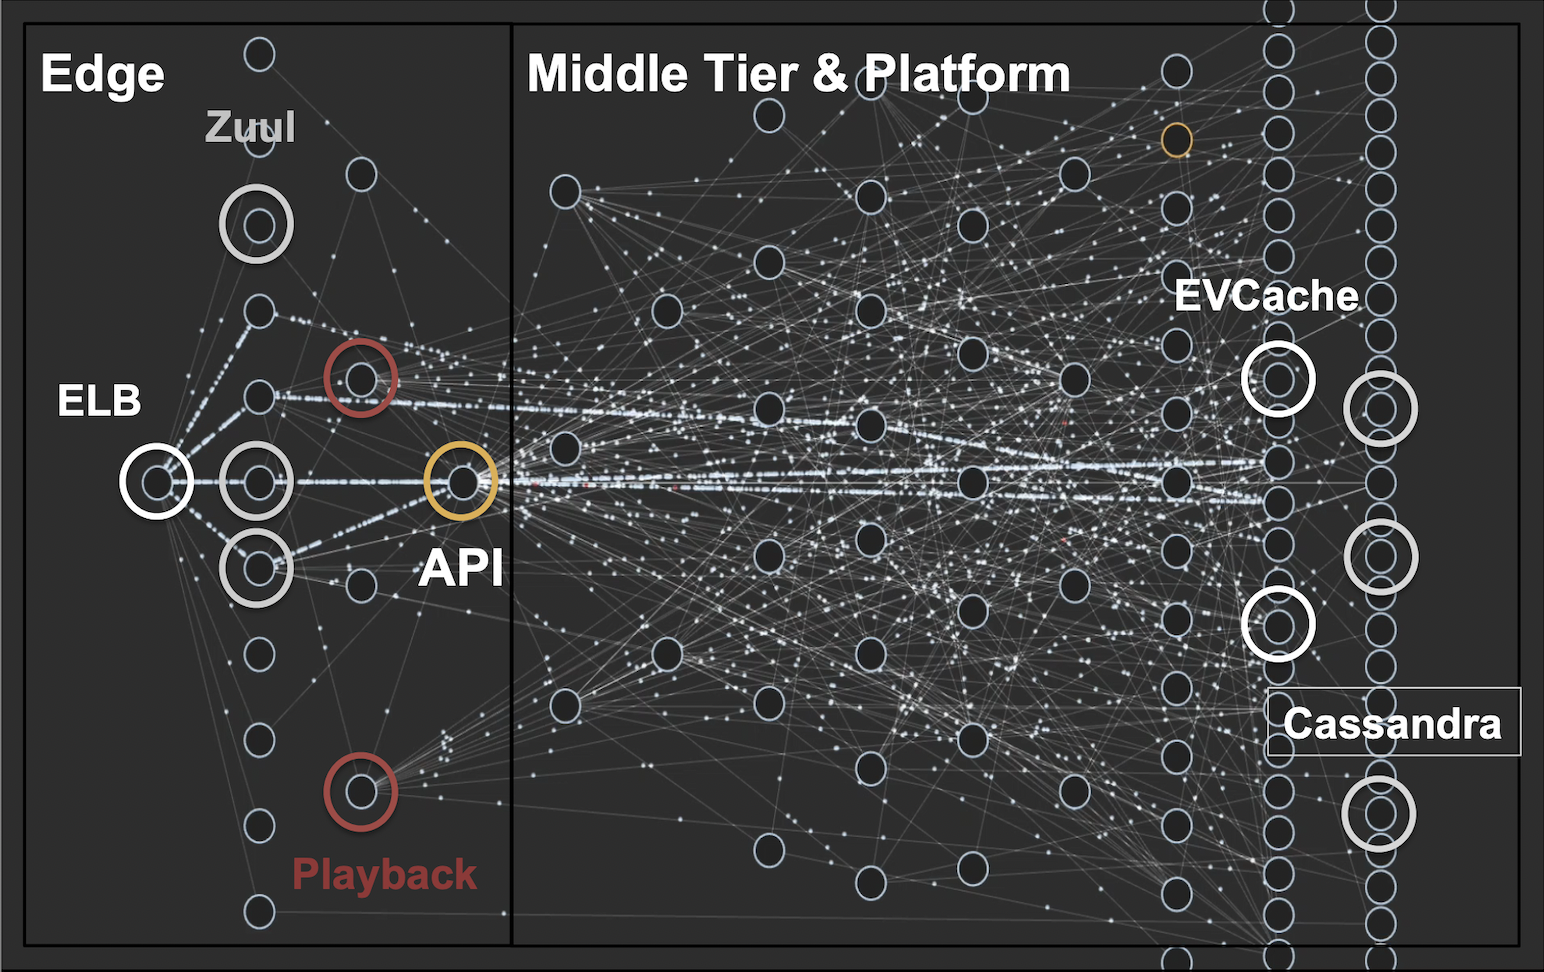 Edge
Middle Tier & Platform
Zuul
EVCache
ELB
API
Cassandra
Playback